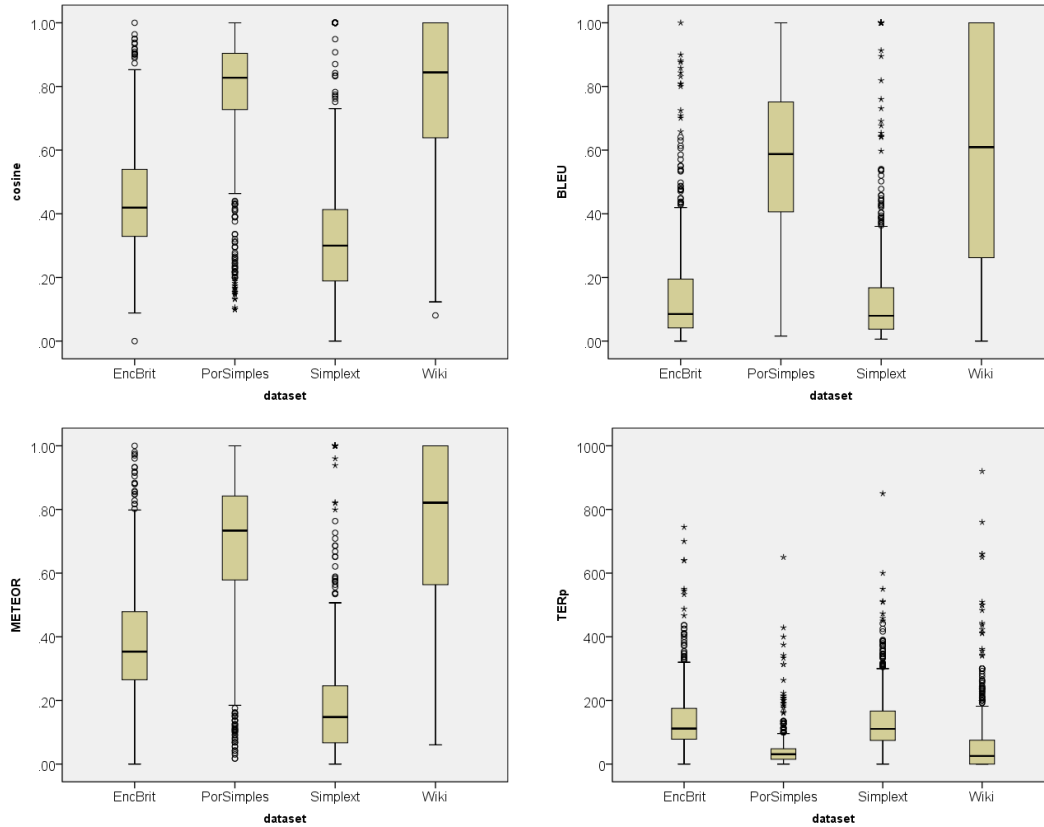 1.00
.80
.60
.40
.20
.00
cosine
EncBrit PorSimples Simplext Wiki
dataset
1.00
.80
.60
.40
.20
.00
BLEU
EncBrit PorSimples Simplext Wiki
dataset
1.00
.80
.60
.40
.20
.00
METEOR
EncBrit PorSimples Simplext Wiki
dataset
1000
800
600
400
200
0
TERp
EncBrit PorSimples Simplext Wiki
dataset